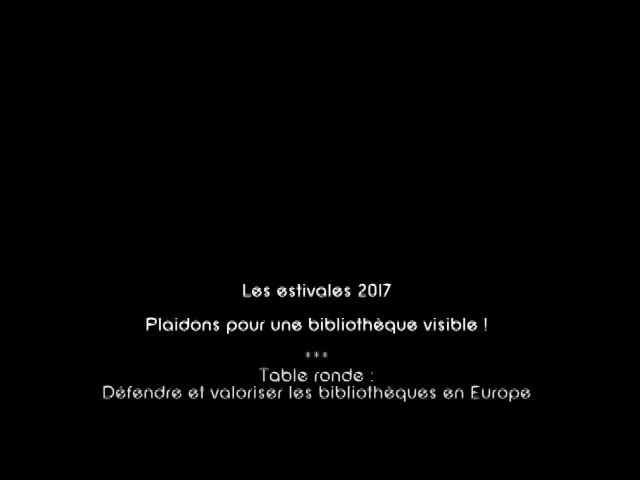 Les estivales 2017
Plaidons pour une bibliothèque visible !
***
Table ronde :
Défendre et valoriser les bibliothèques en Europe